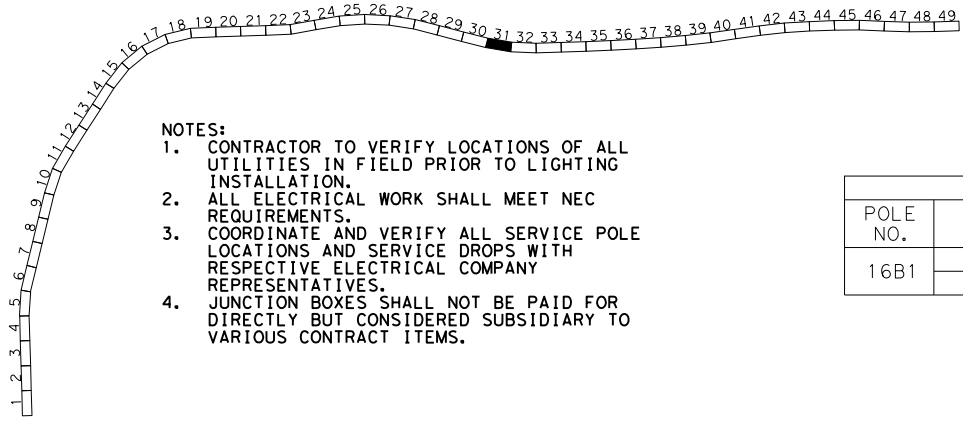 1 2 3 4 5 6 7 8 9 10 11 12 13 14 15 16 17 18 19 20 21 22 23 24 25 26 27 28 29 30 31 32 33 34 35 36 37 38 39 40 41 42 43 44 45 46 47 48 49
NOTES:
1. CONTRACTOR TO VERIFY LOCATIONS OF ALL
UTILITIES IN FIELD PRIOR TO LIGHTING
INSTALLATION.
2. ALL ELECTRICAL WORK SHALL MEET NEC
REQUIREMENTS.
3. COORDINATE AND VERIFY ALL SERVICE POLE
LOCATIONS AND SERVICE DROPS WITH
RESPECTIVE ELECTRICAL COMPANY
REPRESENTATIVES.
4. JUNCTION BOXES SHALL NOT BE PAID FOR
DIRECTLY BUT CONSIDERED SUBSIDIARY TO
VARIOUS CONTRACT ITEMS.
POLE
NO.
16B1